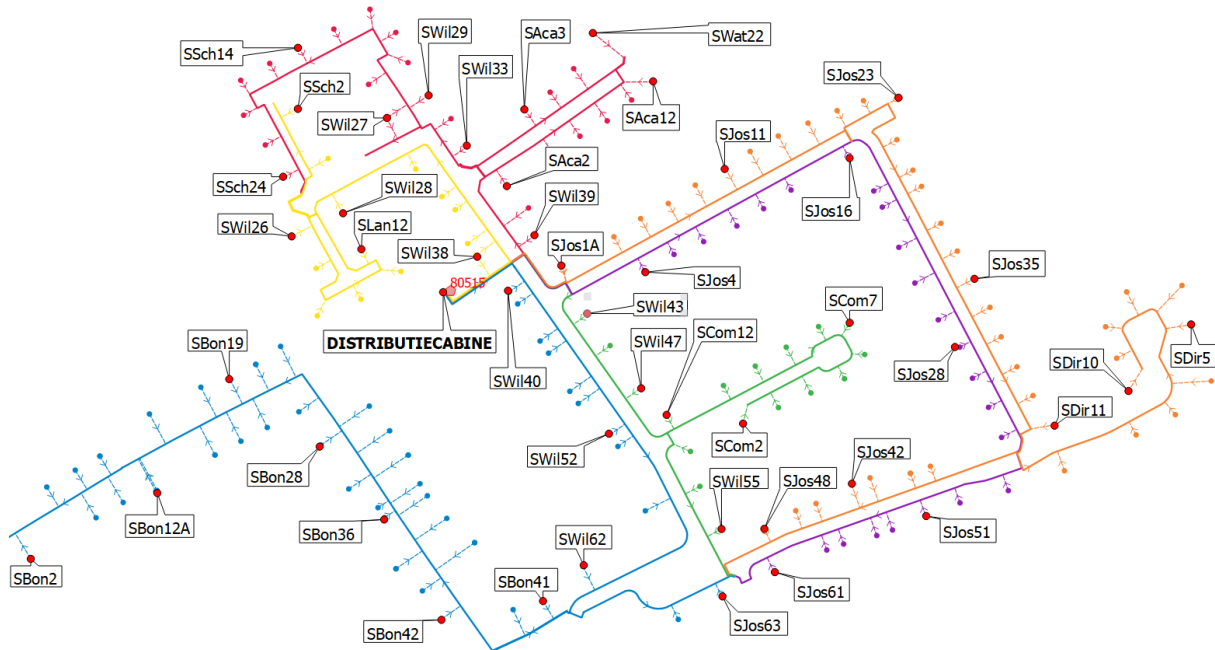 SWil29
SAca3
SWat22
SSch14
SWil33
SJos23
SSch2
SWil27
SAca12
SJos11
SAca2
SSch24
SWil28
SWil39
SJos16
SWil26
SLan12
SWil38
SJos1A
SJos4
SJos35
80515
SWil43
SCom7
DISTRIBUTIECABINE
SBon19
SWil47
SCom12
SJos28
SDir10
SDir5
SWil40
SDir11
SWil52
SCom2
SBon28
SJos42
SWil55
SJos48
SBon12A
SBon36
SJos51
SWil62
SBon2
SBon41
SJos61
SBon42
SJos63